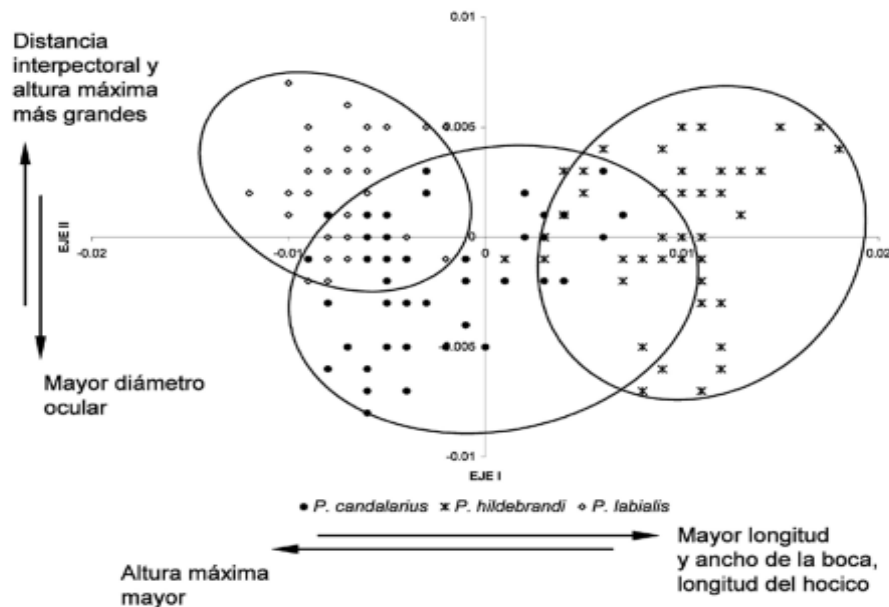 0.01
Distancia
interpectoral y
altura máxima
más grandes
0.005
EJE II
-0.02
-0.01
0
0.01
0.02
-0.005
Mayor diámetro
ocular
-0.01
EJE I
P. candalarius P. hildebrandi P. labialis
Mayor longitud
y ancho de la boca,
longitud del hocico
Altura máxima
mayor